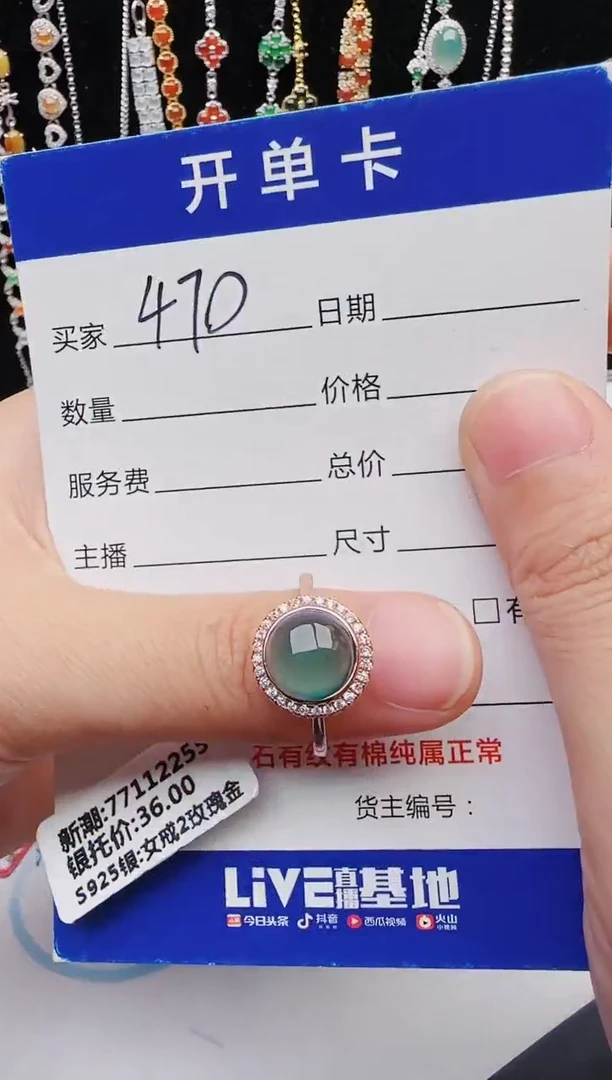 开单卡
买家 470 日期
数量 价格
服务费 总价
主播 尺寸
□有
石有纹有棉纯属正常
货主编号：
新潮:77112255
银托价:36.00
S925银:女戒2玫瑰金
LiVE直播基地
今日头条 抖音 西瓜视频 火山小视频